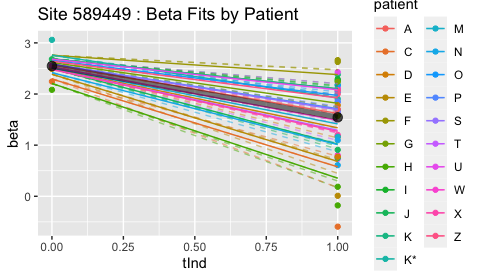 Site 589449 : Beta Fits by Patient
patient
3
2
1
0
beta
0.00 0.25 0.50 0.75 1.00
tInd
A M
C N
D O
E P
F S
G T
H U
I W
J X
K Z
K*